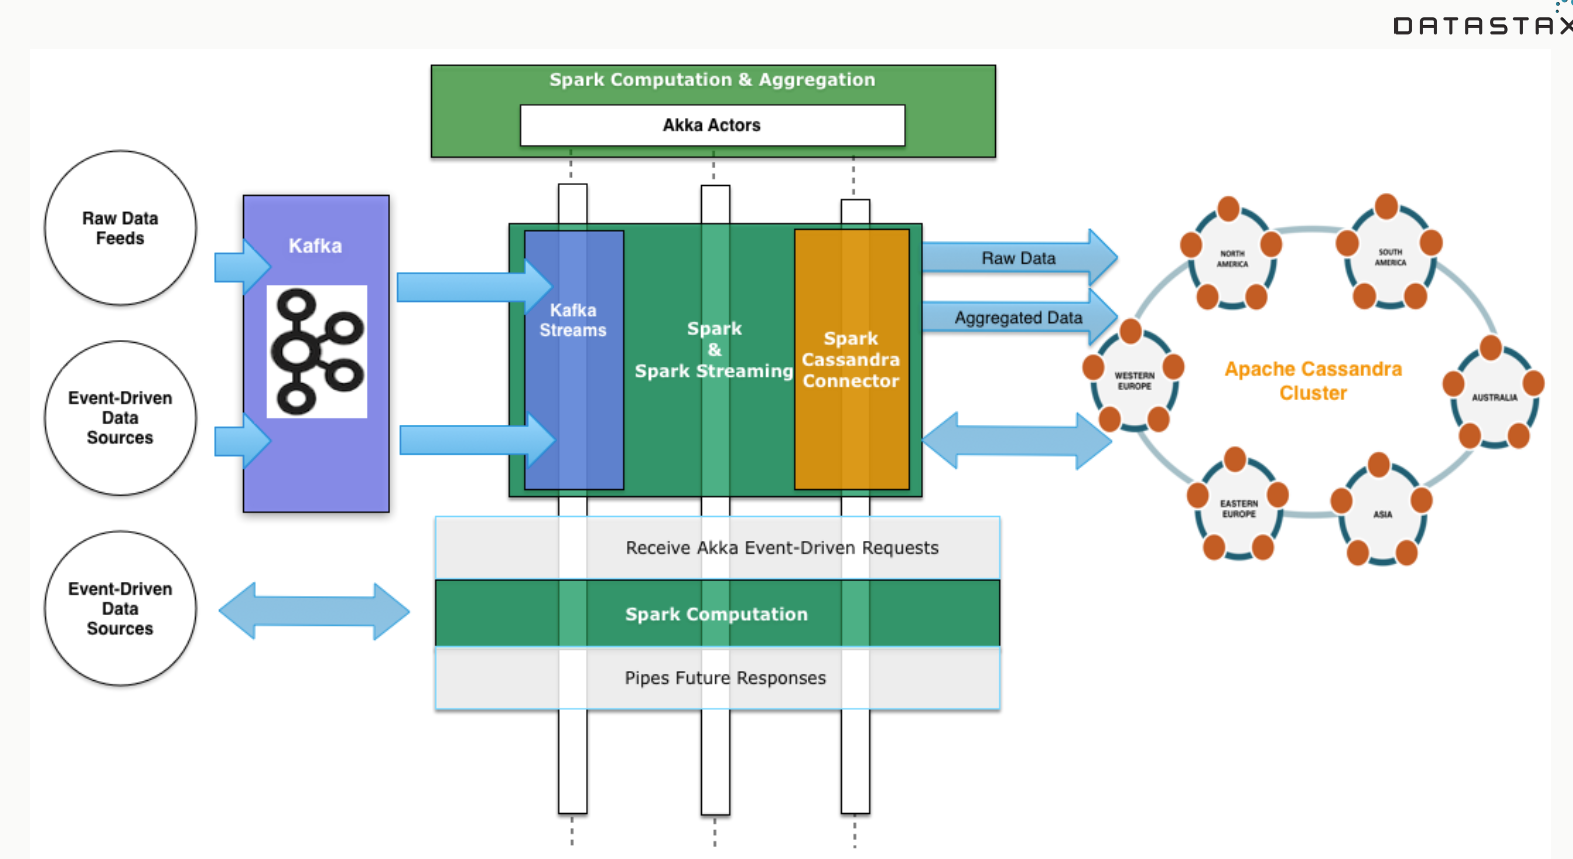 DATASTAX
Spark Computation & Aggregation
Akka Actors
Raw Data
Feeds
Event-Driven
Data
Sources
Event-Driven
Data
Sources
Kafka
Kafka
Streams
Spark
&
Spark Streaming
Spark
Cassandra
Connector
Raw Data
Aggregated Data
Receive Akka Event-Driven Requests
Spark Computation
Pipes Future Responses
NORTH
AMERICA
SOUTH
AMERICA
WESTERN
EUROPE
Apache Cassandra
Cluster
AUSTRALIA
EASTERN
EUROPE
ASIA